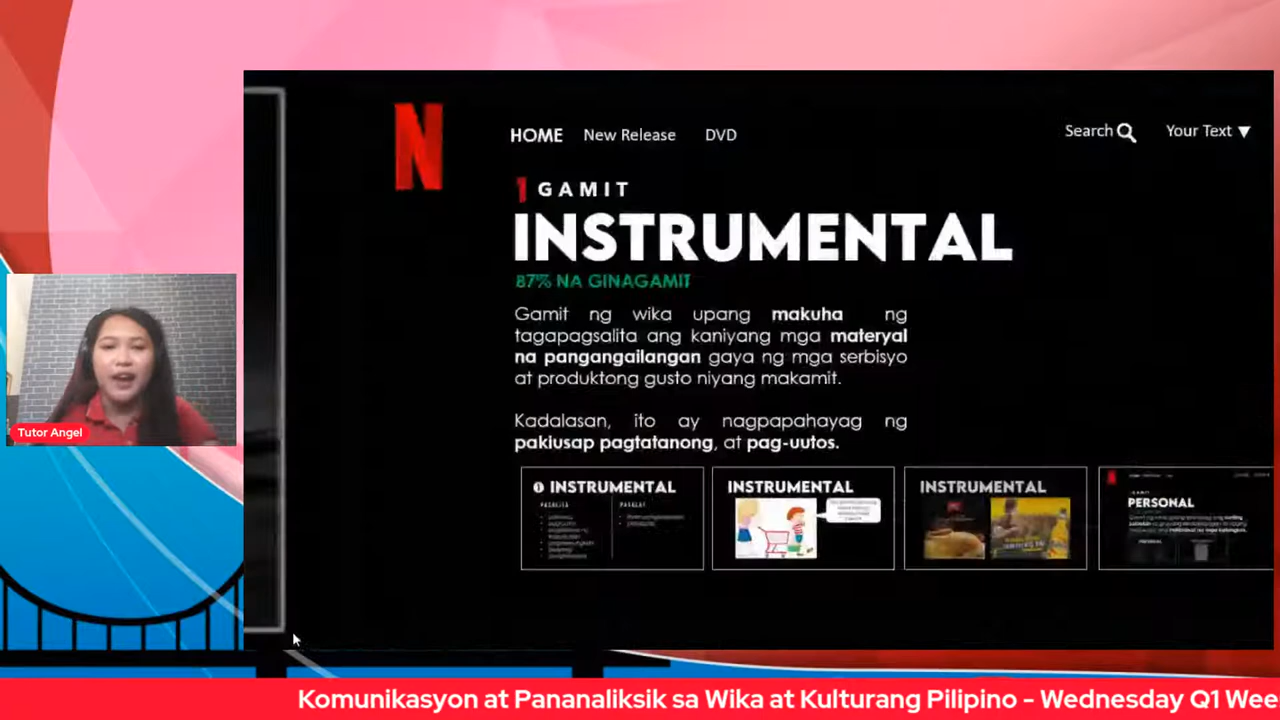 N
HOME New Release DVD
Search Your Text ▼
1 GAMIT
INSTRUMENTAL
87% NA GINAGAMIT
Gamit ng wika upang makuha ng
tagapagsalita ang kaniyang mga materyal
na pangangailangan gaya ng mga serbisyo
at produktong gusto niyang makamit.
Kadalasan, ito ay nagpapahayag ng
pakiusap pagtatanong, at pag-uutos.
INSTRUMENTAL
PASALITA PASULAT
INSTRUMENTAL
INSTRUMENTAL
GAMIT
PERSONAL
Tutor Angel
Komunikasyon at Pananaliksik sa Wika at Kulturang Pilipino - Wednesday Q1 Wee